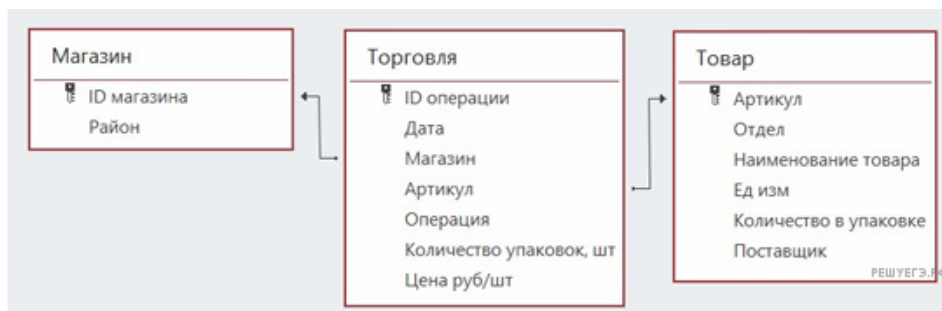 Магазин
ID магазина
Район
Торговля
ID операции
Дата
Магазин
Артикул
Операция
Количество упаковок, шт
Цена руб/шт
Товар
Артикул
Отдел
Наименование товара
Ед изм
Количество в упаковке
Поставщик
РЕШУЕГЭ.РФ